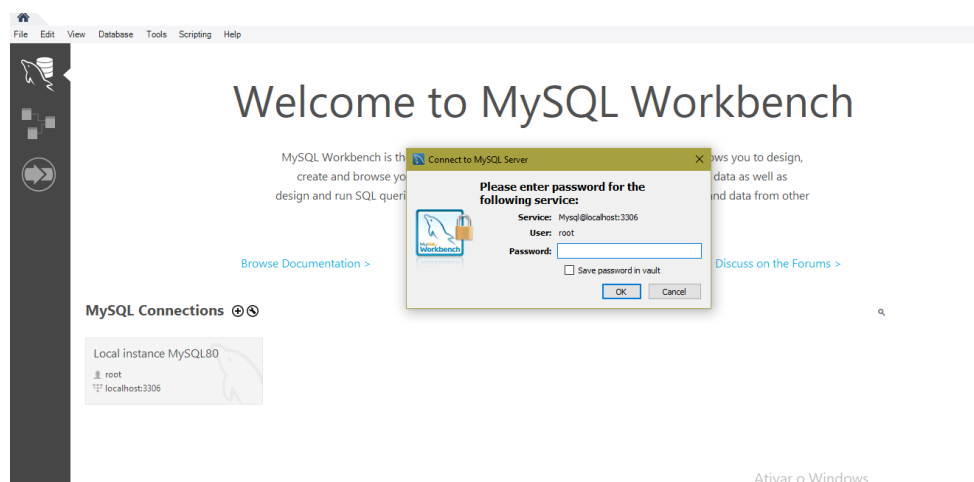 File Edit View Database Tools Scripting Help
Welcome to MySQL Workbench
MySQL Workbench is th
ows you to design,
create and browse yo
data as well as
design and run SQL queri
nd data from other
Browse Documentation >
Discuss on the Forums >
Connect to MySQL Server
Please enter password for the
following service:
Service: Mysql@localhost:3306
User: root
Password:
Save password in vault
OK Cancel
MySQL
Workbench
MySQL Connections
Local instance MySQL80
root
localhost:3306
Ativar o Windows